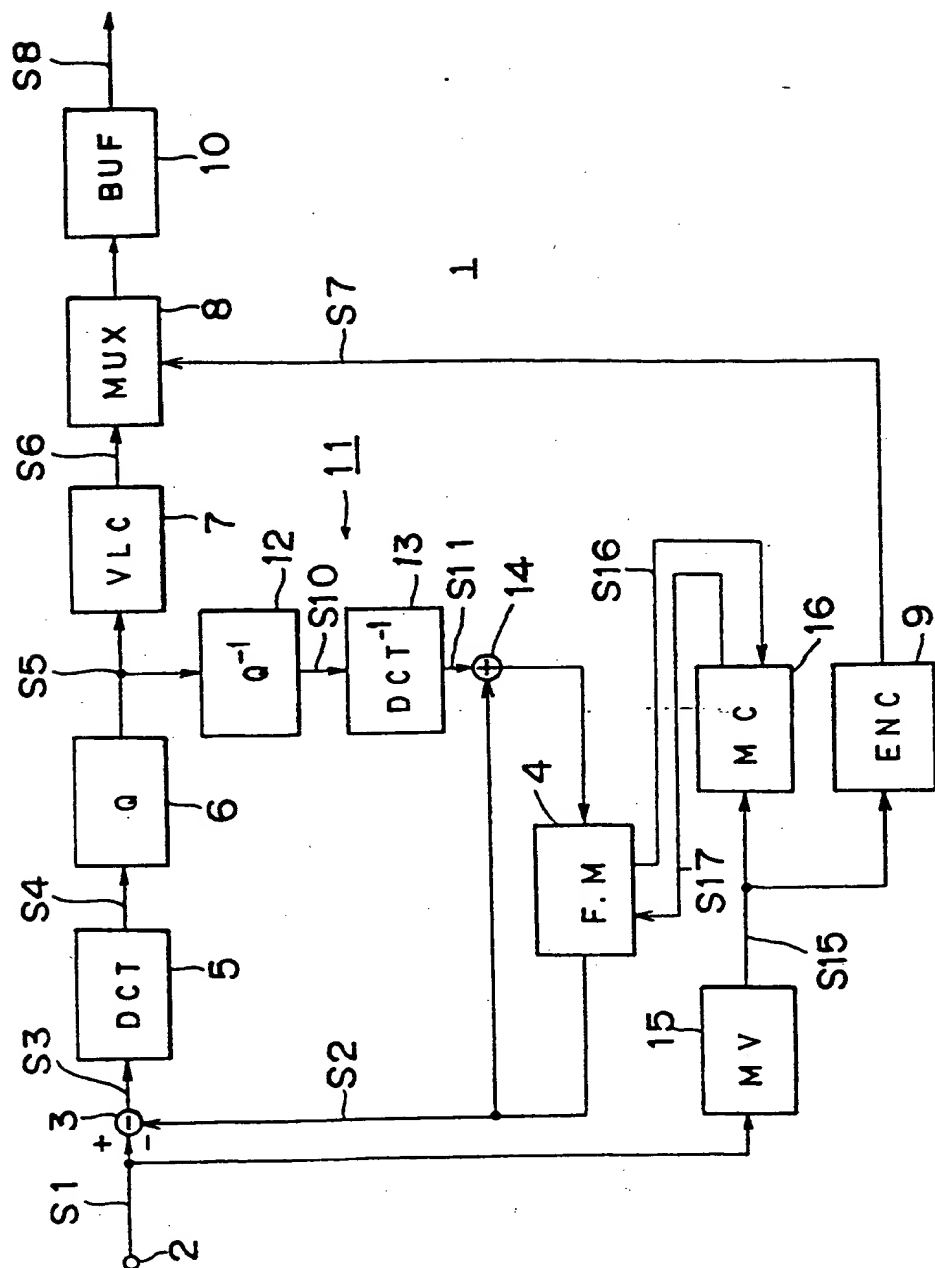 S1
2
+
-
3
S3
DCT
5
S4
Q
6
S5
VLC
7
S6
MUX
8
BUF
10
S8
S2
Q⁻¹
12
S10
11
DCT⁻¹
13
S11
+
14
S7
1
F.M
4
S16
S17
MC
16
MV
15
S15
ENC
9